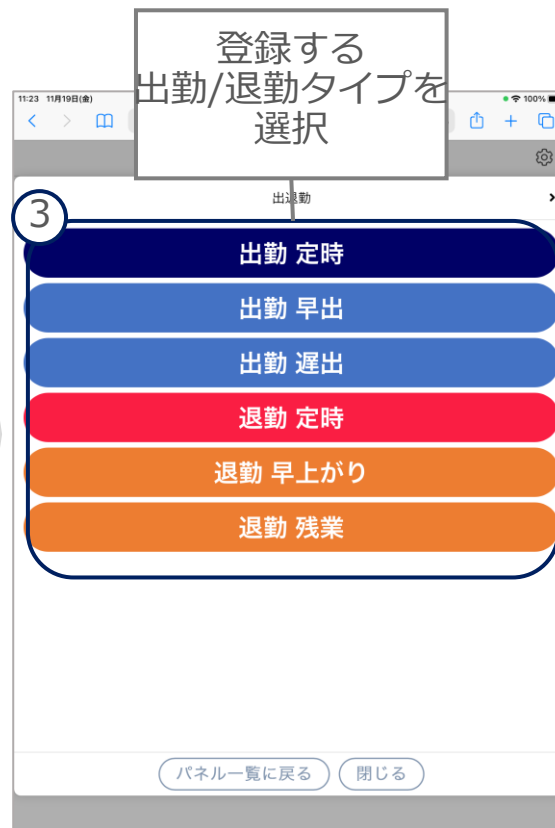 登録する
出勤/退勤タイプを
選択
11:23 11月19日(金)
100%
出退勤
3
出勤 定時
出勤 早出
出勤 遅出
退勤 定時
退勤 早上がり
退勤 残業
パネル一覧に戻る
閉じる